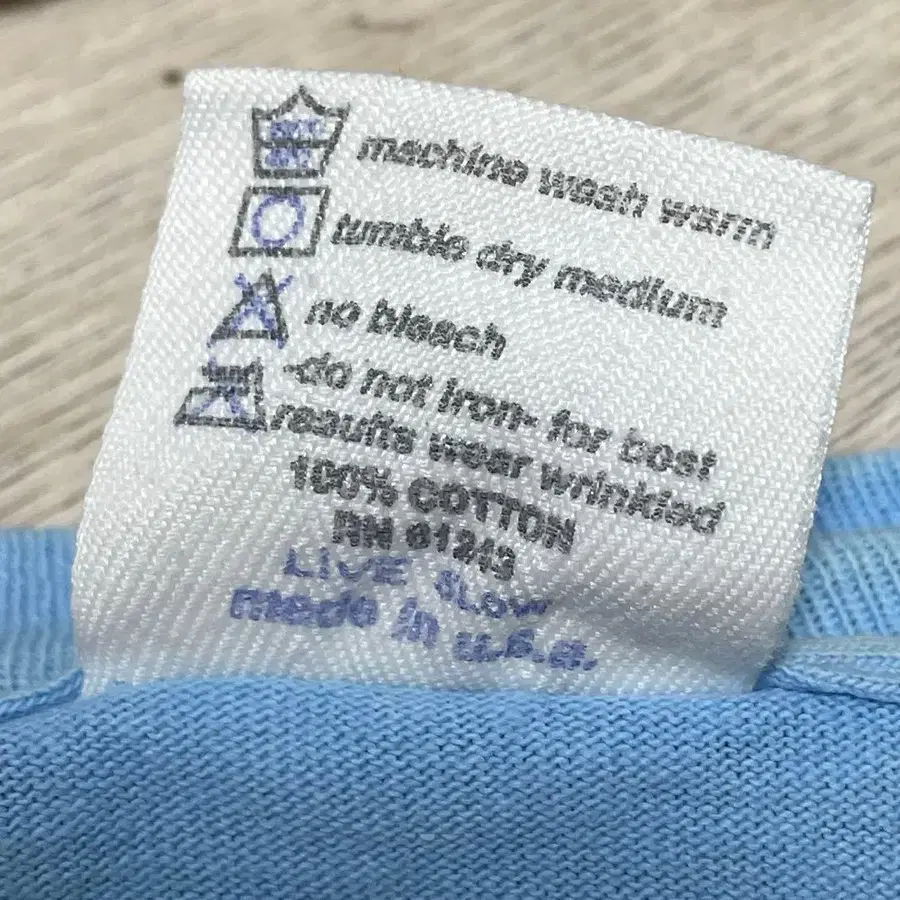 machine wash warm
tumble dry medium
no bleach
-do not iron- for best
results wear wrinkled
100% COTTON
RN
LIVE SLOW
made in u.s.a.